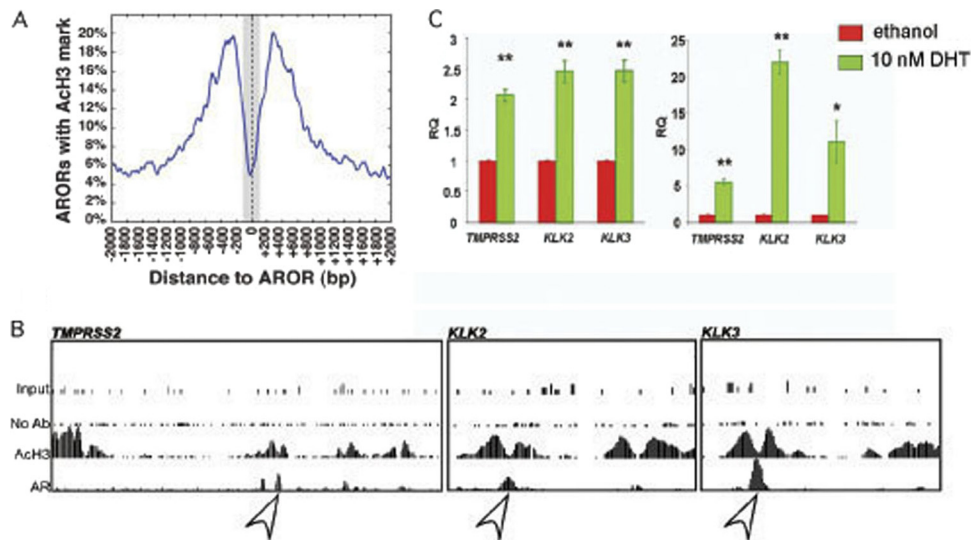 A
20%
18%
16%
14%
12%
10%
8%
6%
4%
2%
0%
ARORs with AcH3 mark
-2000
-1800
-1600
-1400
-1200
-1000
-800
-600
-400
-200
0
+200
+400
+600
+800
+1000
+1200
+1400
+1600
+1800
+2000
Distance to AROR (bp)
C
ethanol
10 nM DHT
RQ
3
2.5
2
1.5
1
0.5
0
**
**
**
TMPRSS2
KLK2
KLK3
RQ
25
20
15
10
5
0
**
**
*
TMPRSS2
KLK2
KLK3
B
TMPRSS2
KLK2
KLK3
Input
No Ab
AcH3
AR